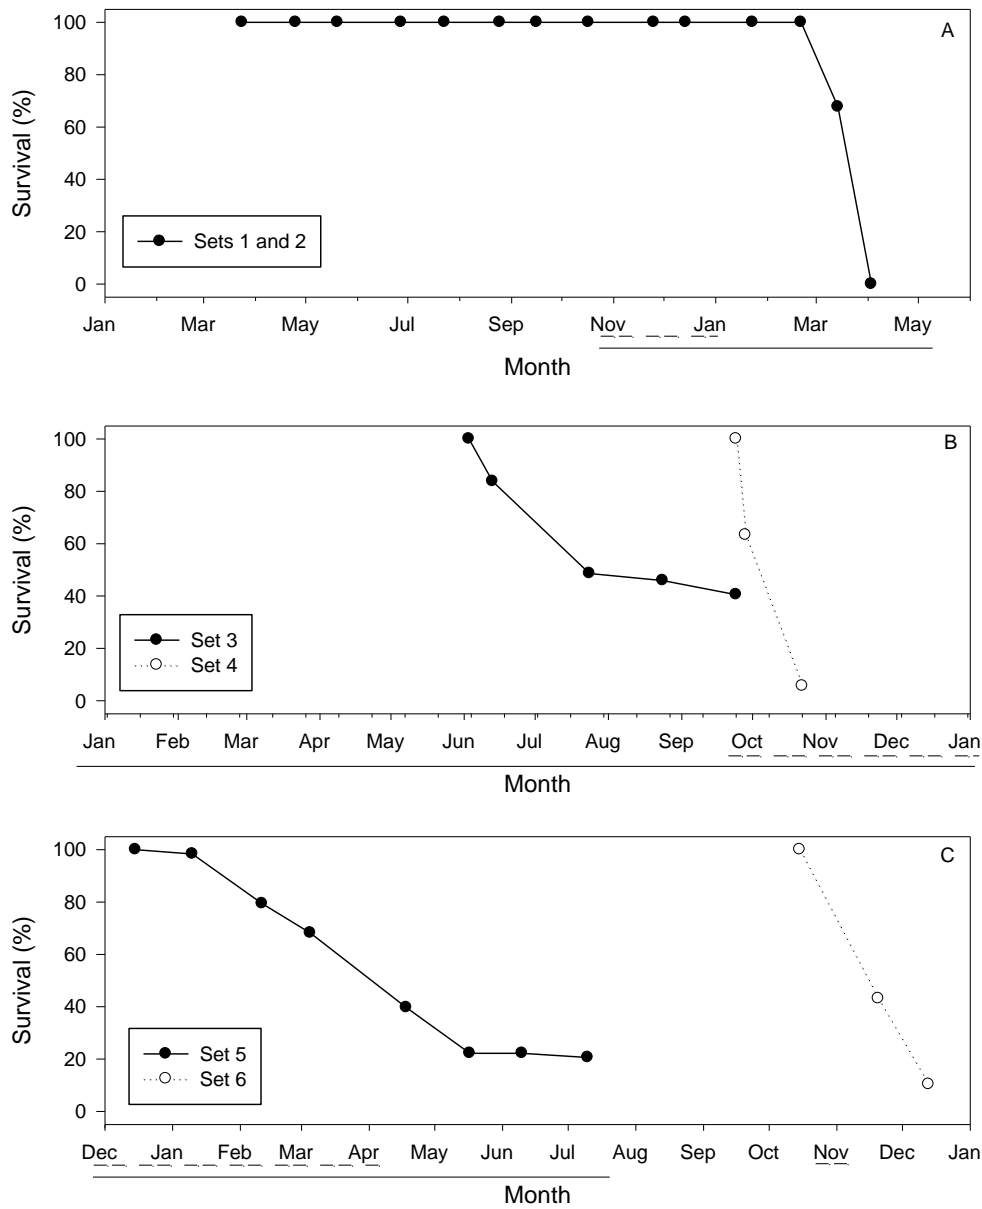 A
Survival (%)
100
80
60
40
20
0
Sets 1 and 2
Jan Mar May Jul Sep Nov Jan Mar May
Month
B
Survival (%)
100
80
60
40
20
0
Set 3
Set 4
Jan Feb Mar Apr May Jun Jul Aug Sep Oct Nov Dec Jan
Month
C
Survival (%)
100
80
60
40
20
0
Set 5
Set 6
Dec Jan Feb Mar Apr May Jun Jul Aug Sep Oct Nov Dec Jan
Month